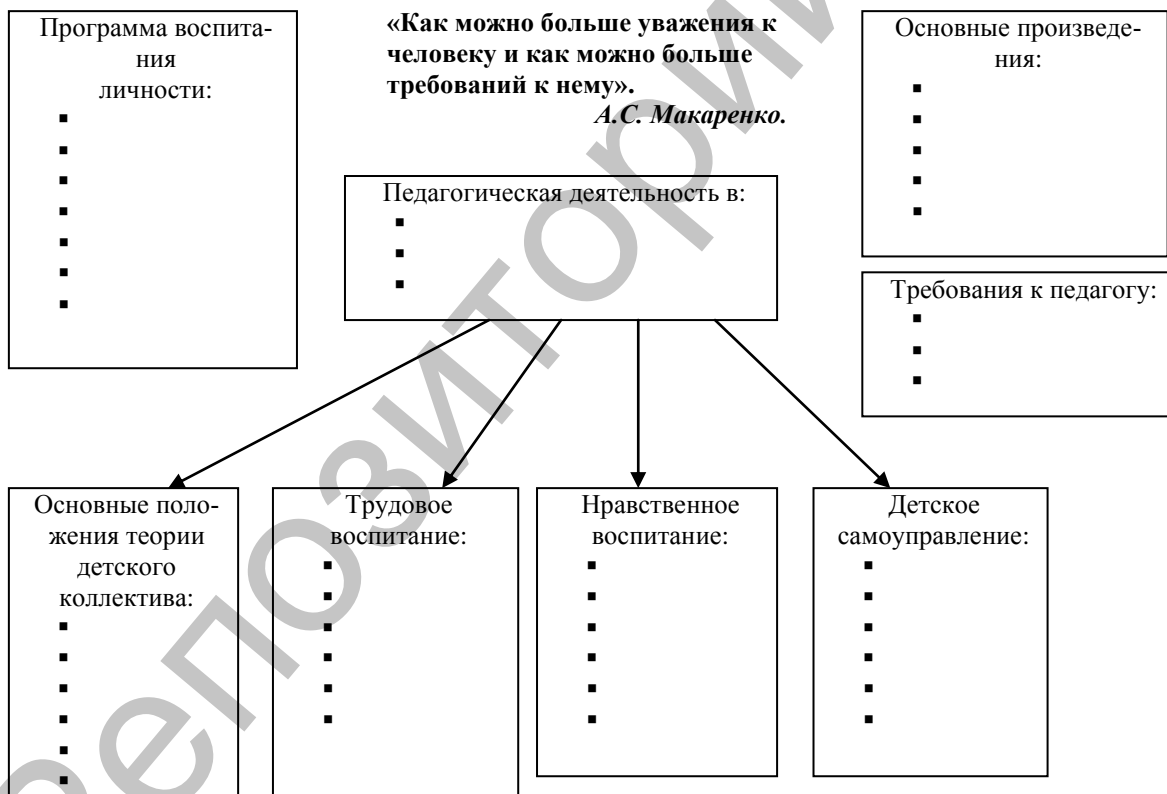 Программа воспита-
ния
личности:
«Как можно больше уважения к
человеку и как можно больше
требований к нему».
А.С. Макаренко.
Основные произведе-
ния:
Педагогическая деятельность в:
Требования к педагогу:
Основные поло-
жения теории
детского
коллектива:
Трудовое
воспитание:
Нравственное
воспитание:
Детское
самоуправление:
Репозитори